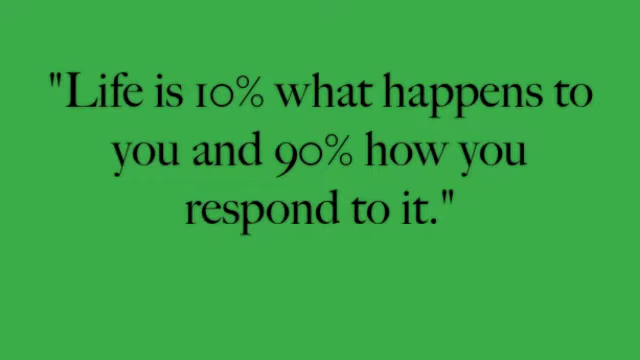 "Life is 10% what happens to
you and 90% how you
respond to it."